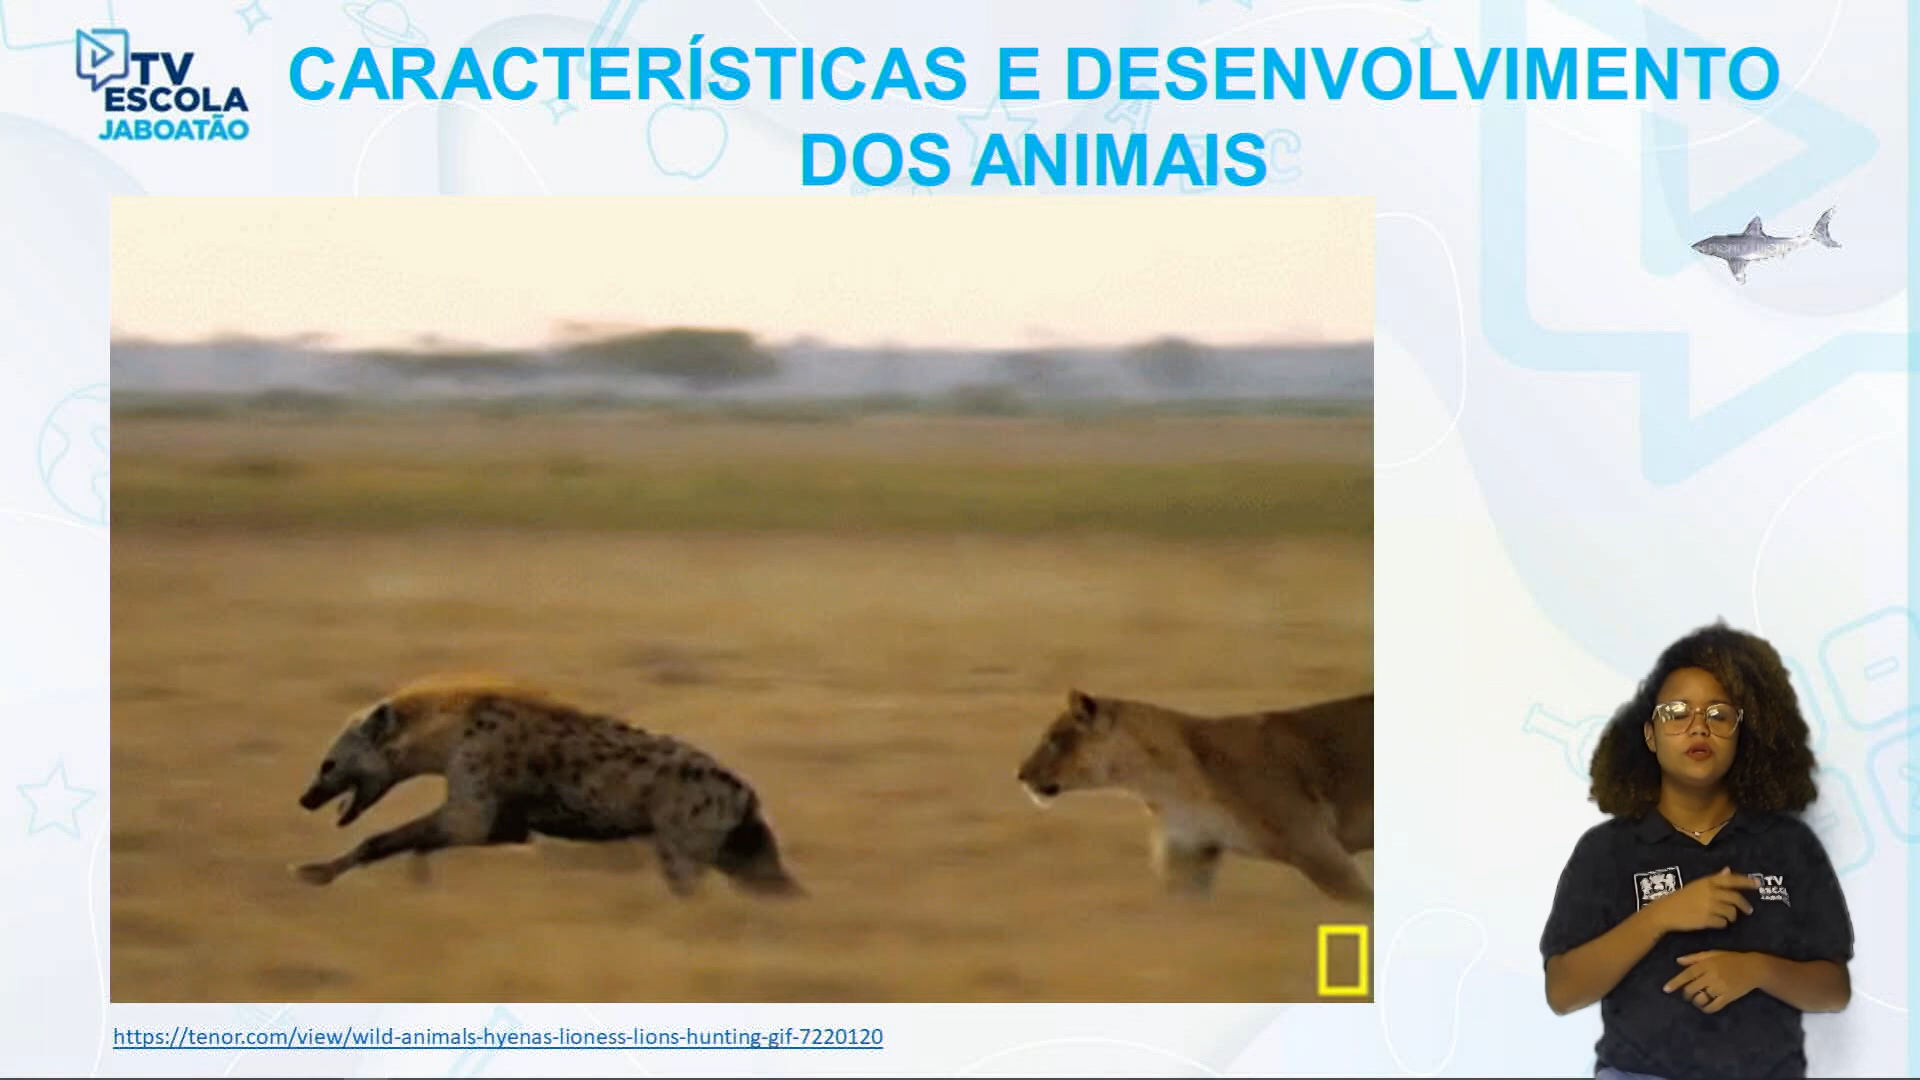 TV
ESCOLA
JABOATÃO
CARACTERÍSTICAS E DESENVOLVIMENTO
DOS ANIMAIS
https://tenor.com/view/wild-animals-hyenas-lioness-lions-hunting-gif-7220120
TV